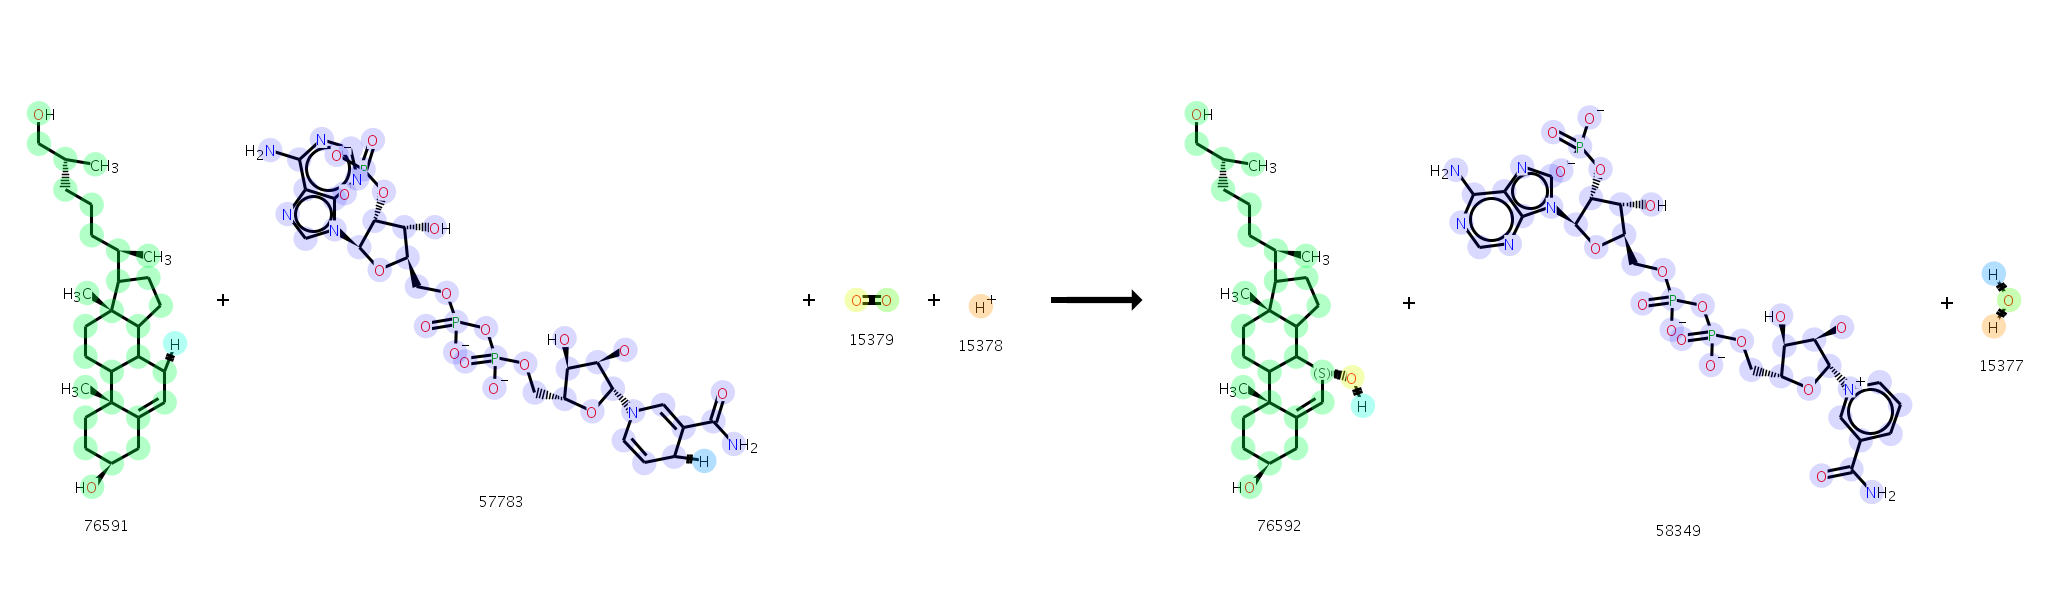 OH
CH3
CH3
H3C
H
H3C
HO
76591
+
H2N
N
O
O
P
N
O
O
N
N
OH
O
O
O
P
O
O−
O
P
O
O−
HO
O
O
N
O
NH2
H
57783
+
O
O
15379
+
H+
15378
OH
CH3
CH3
H3C
(S)
O
H
H3C
HO
76592
+
O−
O
P
O
O−
H2N
N
N
N
N
OH
O
O
O
P
O
O−
O
P
O
O−
HO
O
O
N+
O
NH2
58349
+
H
O
H
15377